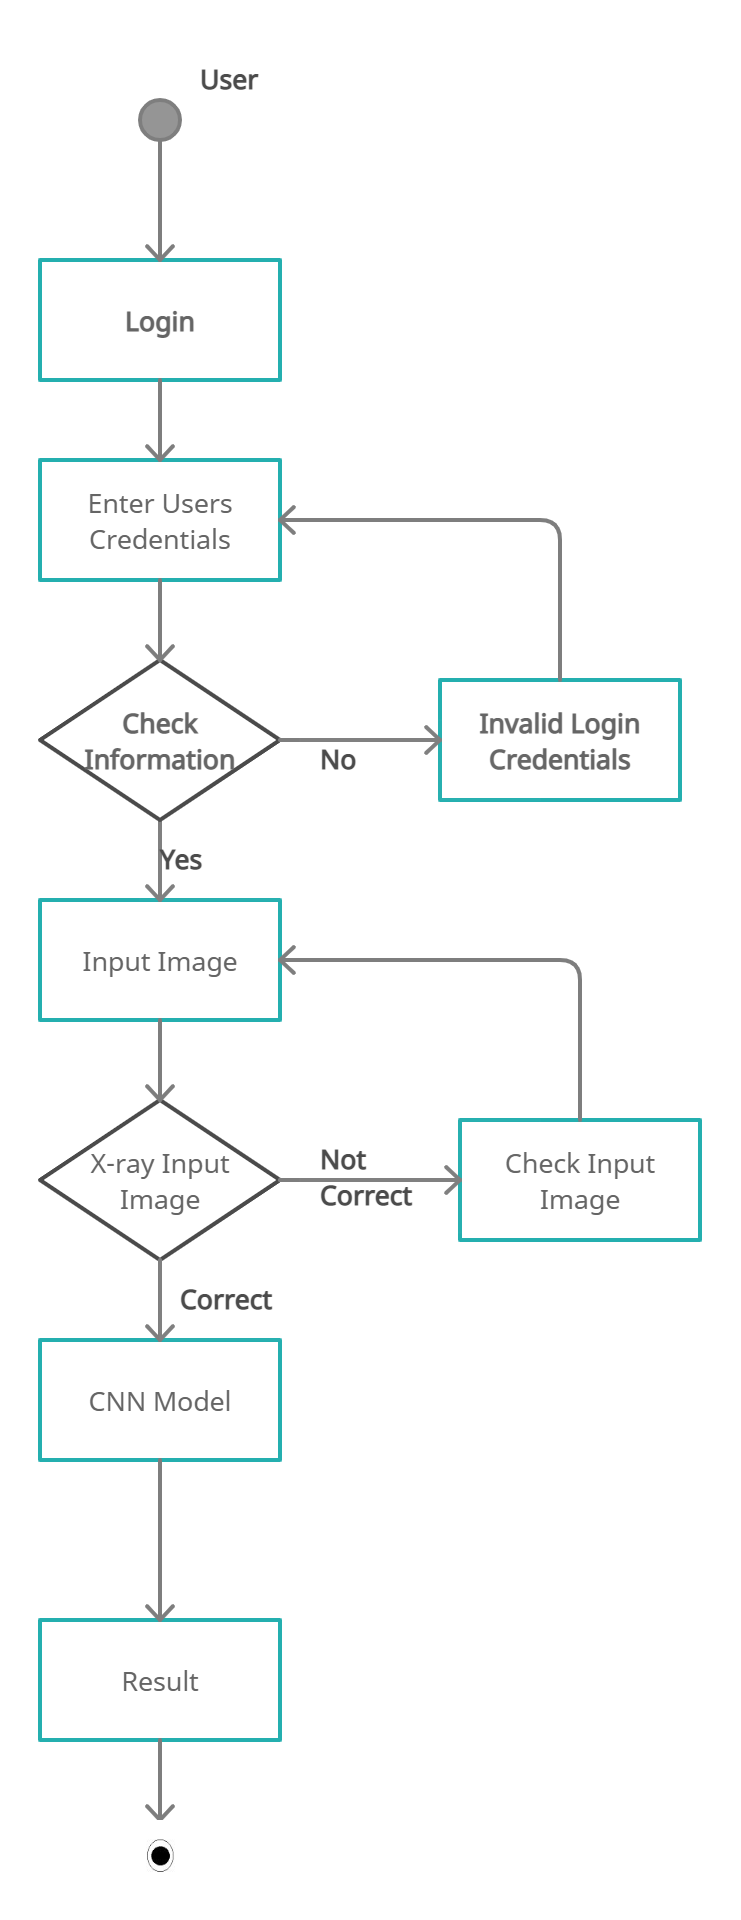 User
Login
Enter Users
Credentials
Check
Information
No
Invalid Login
Credentials
Yes
Input Image
X-ray Input
Image
Not
Correct
Check Input
Image
Correct
CNN Model
Result